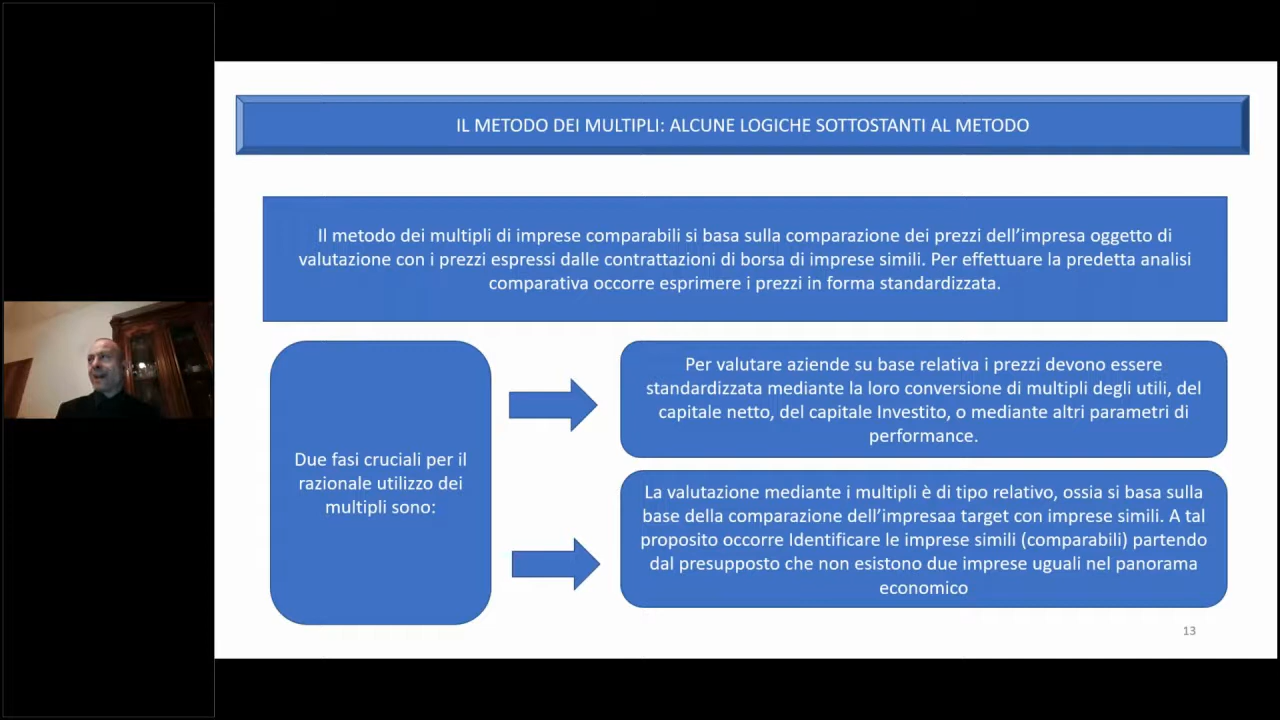 IL METODO DEI MULTIPLI: ALCUNE LOGICHE SOTTOSTANTI AL METODO
Il metodo dei multipli di imprese comparabili si basa sulla comparazione dei prezzi dell’impresa oggetto di
valutazione con i prezzi espressi dalle contrattazioni di borsa di imprese simili. Per effettuare la predetta analisi
comparativa occorre esprimere i prezzi in forma standardizzata.
Due fasi cruciali per il
razionale utilizzo dei
multipli sono:
Per valutare aziende su base relativa i prezzi devono essere
standardizzata mediante la loro conversione di multipli degli utili, del
capitale netto, del capitale Investito, o mediante altri parametri di
performance.
La valutazione mediante i multipli è di tipo relativo, ossia si basa sulla
base della comparazione dell’impresaa target con imprese simili. A tal
proposito occorre Identificare le imprese simili (comparabili) partendo
dal presupposto che non esistono due imprese uguali nel panorama
economico
13